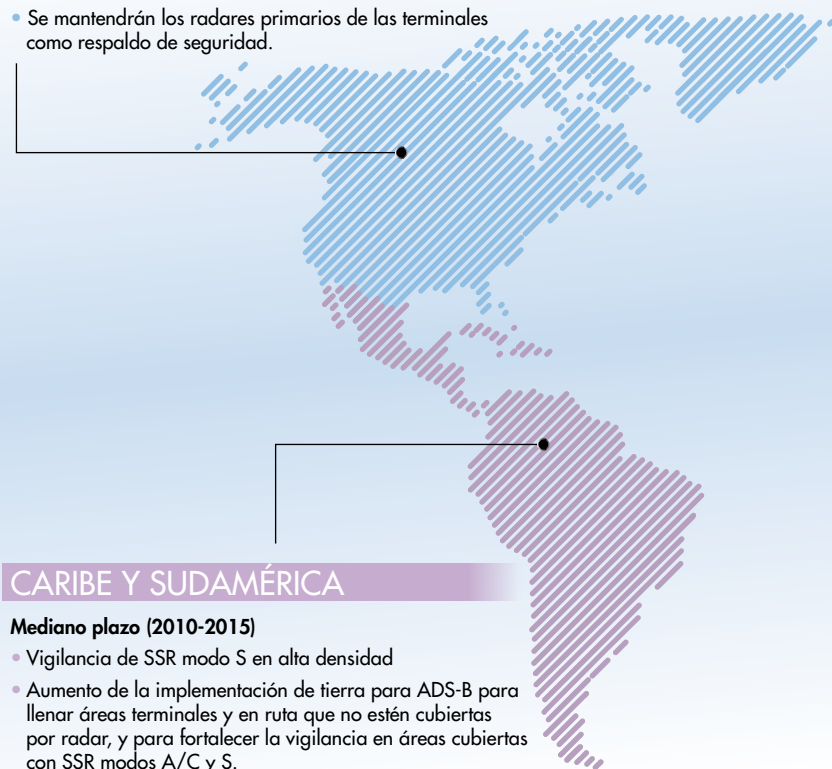 • Se mantendrán los radares primarios de las terminales
como respaldo de seguridad.
CARIBE Y SUDAMÉRICA
Mediano plazo (2010-2015)
• Vigilancia de SSR modo S en alta densidad
• Aumento de la implementación de tierra para ADS-B para
llenar áreas terminales y en ruta que no estén cubiertas
por radar, y para fortalecer la vigilancia en áreas cubiertas
con SSR modos A/C y S.